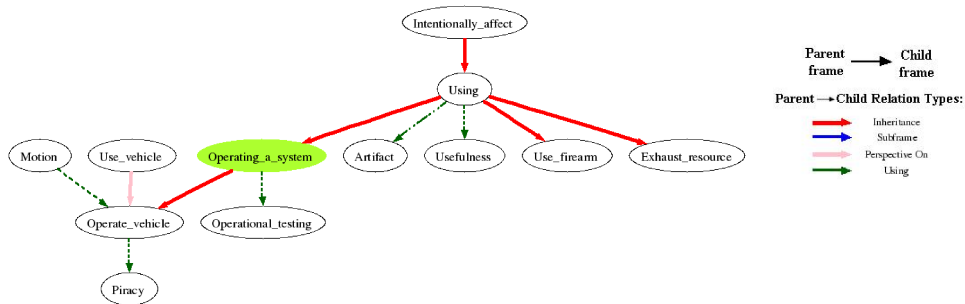 Intentionally_affect
Parent Child
frame frame
Using
Parent Child Relation Types:
Inheritance
Subframe
Motion Use_vehicle Operating_a_system Artifact Usefulness Use_firearm Exhaust_resource
Perspective On
Using
Operate_vehicle Operational_testing
Piracy